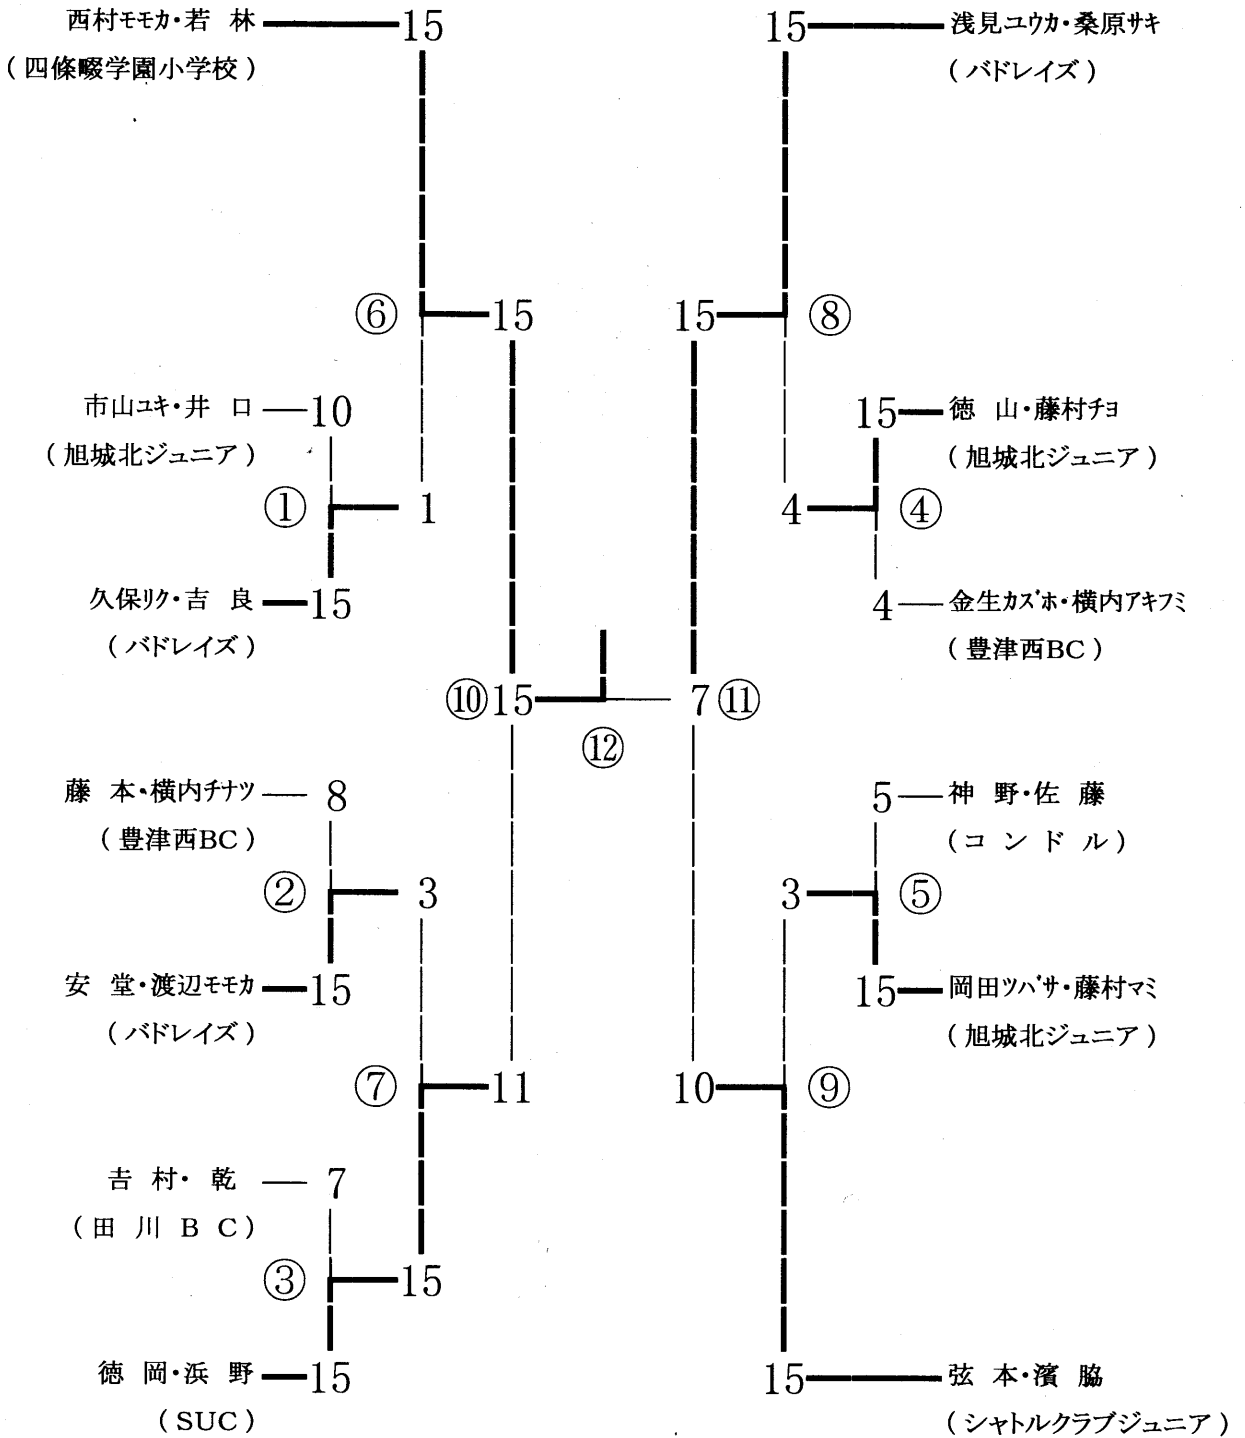 西村モモカ・若 林 15
(四條畷学園小学校)
15 浅見ユウカ・桑原サキ
(バドレイズ)
⑥ 15
15 ⑧
市山ユキ・井 口 10
(旭城北ジュニア)
15 徳 山・藤村チヨ
(旭城北ジュニア)
① 1
4 ④
久保リク・吉 良 15
(バドレイズ)
4 金生カズホ・横内アキフミ
(豊津西BC)
⑩ 15
7 ⑪
⑫
藤 本・横内チナツ 8
(豊津西BC)
5 神 野・佐 藤
(コンドル)
② 3
3 ⑤
安 堂・渡辺モモカ 15
(バドレイズ)
15 岡田ツバサ・藤村マミ
(旭城北ジュニア)
⑦ 11
10 ⑨
吉 村・ 乾 7
(田 川 B C)
③ 15
徳 岡・浜 野 15
(SUC)
15 弦 本・濱 脇
(シャトルクラブジュニア)